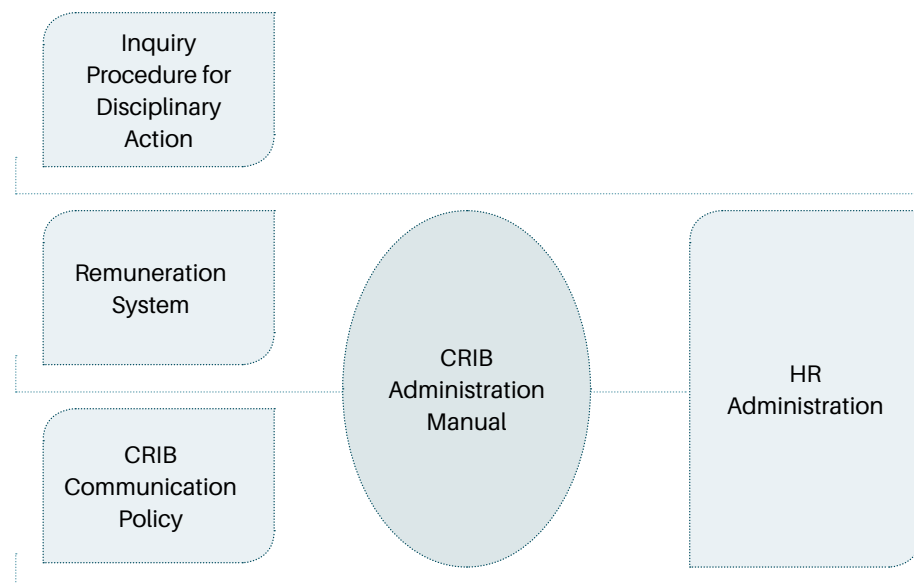 Inquiry
Procedure for
Disciplinary
Action
Remuneration
System
CRIB
Administration
Manual
HR
Administration
CRIB
Communication
Policy